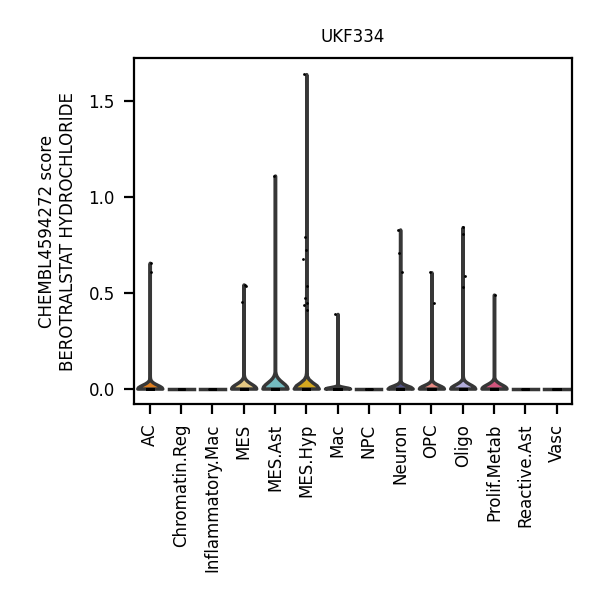 UKF334
CHEMBL4594272 score
BEROTRALSTAT HYDROCHLORIDE
1.5
1.0
0.5
0.0
AC
Chromatin.Reg
Inflammatory.Mac
MES
MES.Ast
MES.Hyp
Mac
NPC
Neuron
OPC
Oligo
Prolif.Metab
Reactive.Ast
Vasc